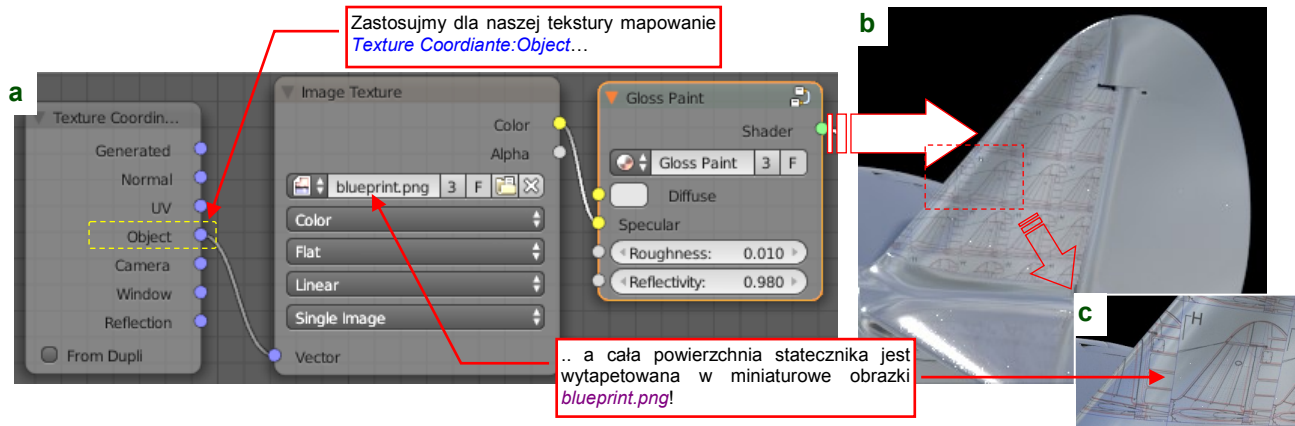 Zastosujmy dla naszej tekstury mapowanie
Texture Coordiante:Object…
a
b
Texture Coordin...
Generated
Normal
UV
Object
Camera
Window
Reflection
From Dupli
Image Texture
Color
Alpha
blueprint.png 3 F
Color
Flat
Linear
Single Image
Vector
Gloss Paint
Shader
Gloss Paint 3 F
Diffuse
Specular
Roughness: 0.010
Reflectivity: 0.980
.. a cała powierzchnia statecznika jest
wytapetowana w miniaturowe obrazki
blueprint.png!
c
H